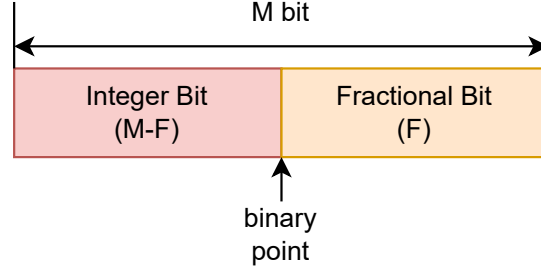 M bit
Integer Bit
(M-F)
Fractional Bit
(F)
binary
point